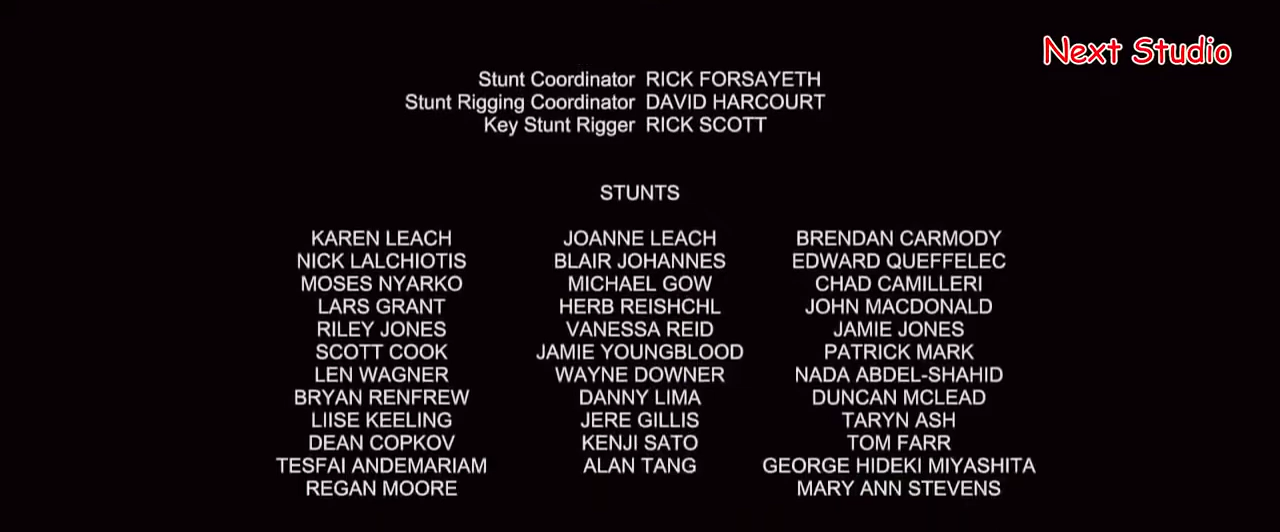 Next Studio
Stunt Coordinator RICK FORSAYETH
Stunt Rigging Coordinator DAVID HARCOURT
Key Stunt Rigger RICK SCOTT
STUNTS
KAREN LEACH JOANNE LEACH BRENDAN CARMODY
NICK LALCHIOTIS BLAIR JOHANNES EDWARD QUEFFELEC
MOSES NYARKO MICHAEL GOW CHAD CAMILLERI
LARS GRANT HERB REISHCHL JOHN MACDONALD
RILEY JONES VANESSA REID JAMIE JONES
SCOTT COOK JAMIE YOUNGBLOOD PATRICK MARK
LEN WAGNER WAYNE DOWNER NADA ABDEL-SHAHID
BRYAN RENFREW DANNY LIMA DUNCAN MCLEAD
LIISE KEELING JERE GILLIS TARYN ASH
DEAN COPKOV KENJI SATO TOM FARR
TESFAI ANDEMARIAM ALAN TANG GEORGE HIDEKI MIYASHITA
REGAN MOORE MARY ANN STEVENS